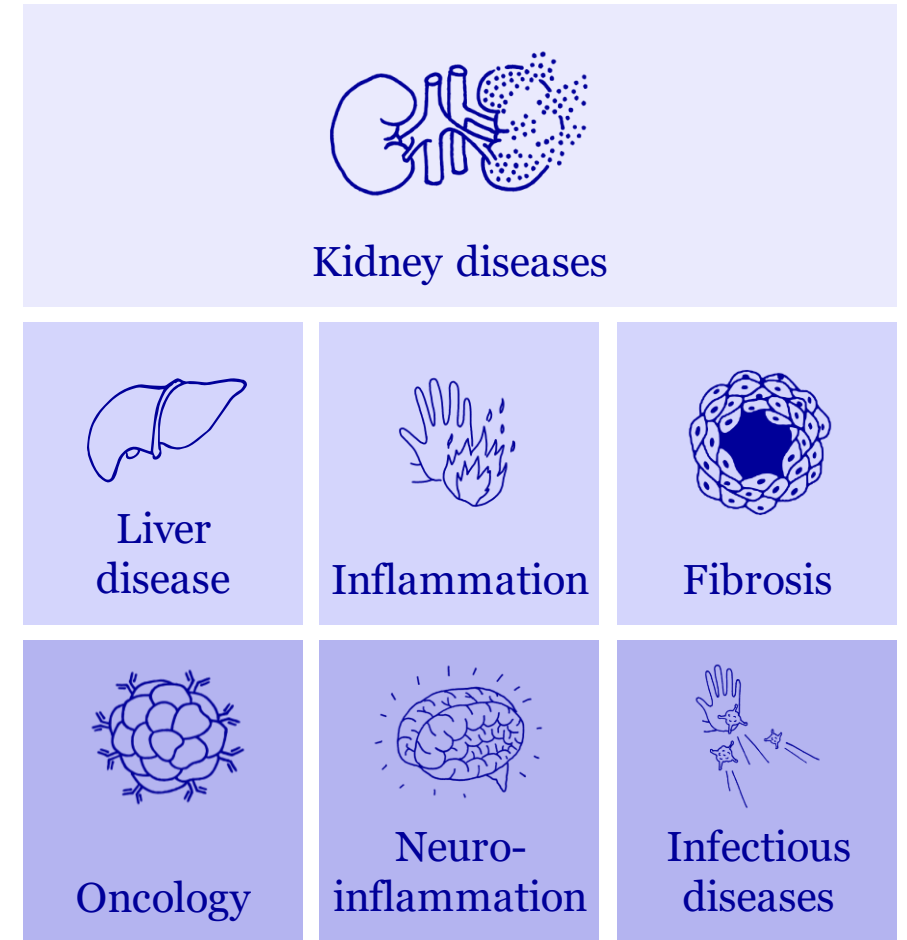 Kidney diseases
Liver
disease
Inflammation
Fibrosis
Oncology
Neuro-
inflammation
Infectious
diseases